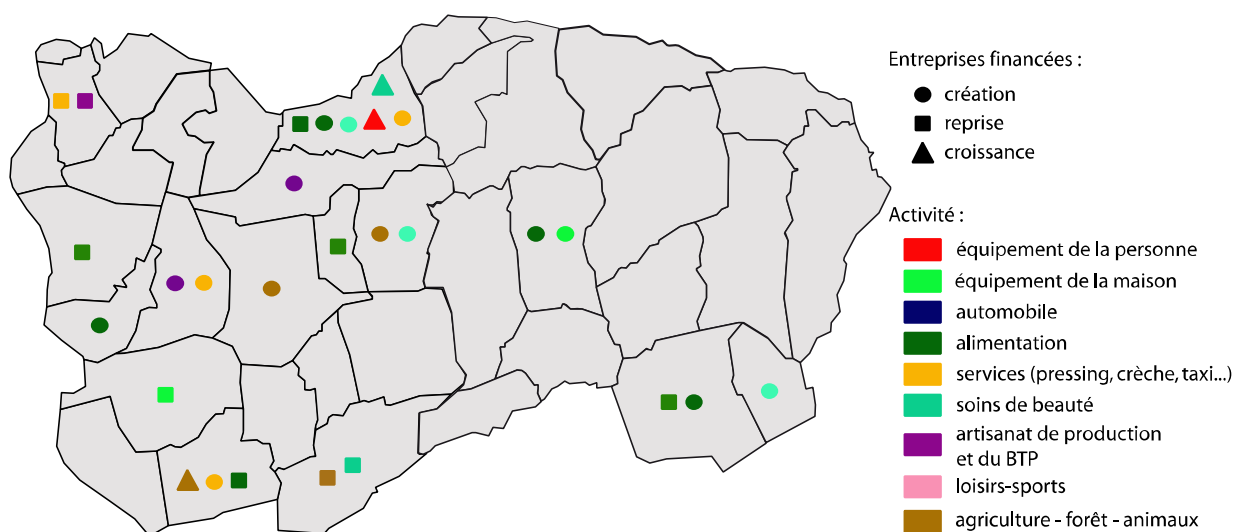 Entreprises financées :
création
reprise
croissance
Activité :
équipement de la personne
équipement de la maison
automobile
alimentation
services (pressing, crèche, taxi...)
soins de beauté
artisanat de production
et du BTP
loisirs-sports
agriculture - forêt - animaux